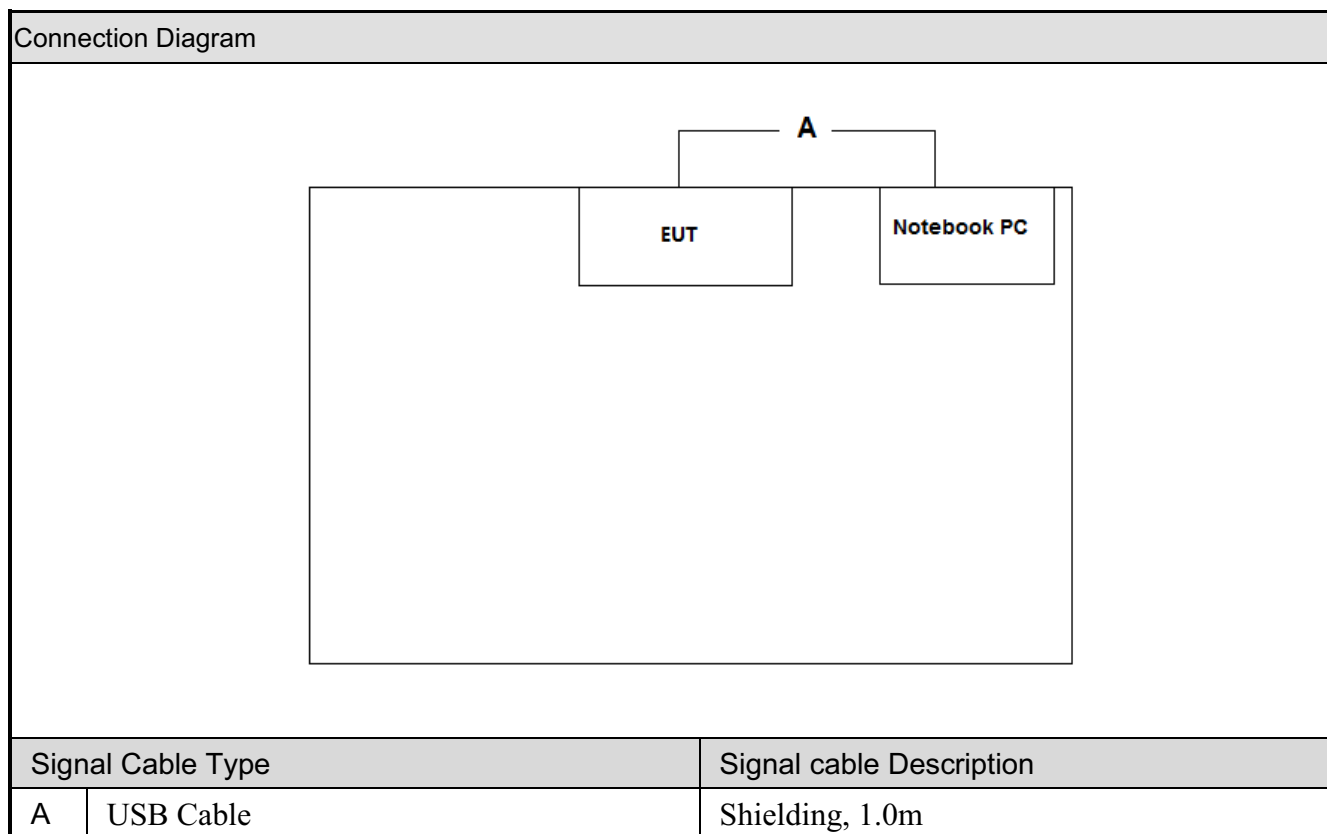 Connection Diagram
A
EUT
Notebook PC
Signal Cable Type
Signal cable Description
A
USB Cable
Shielding, 1.0m